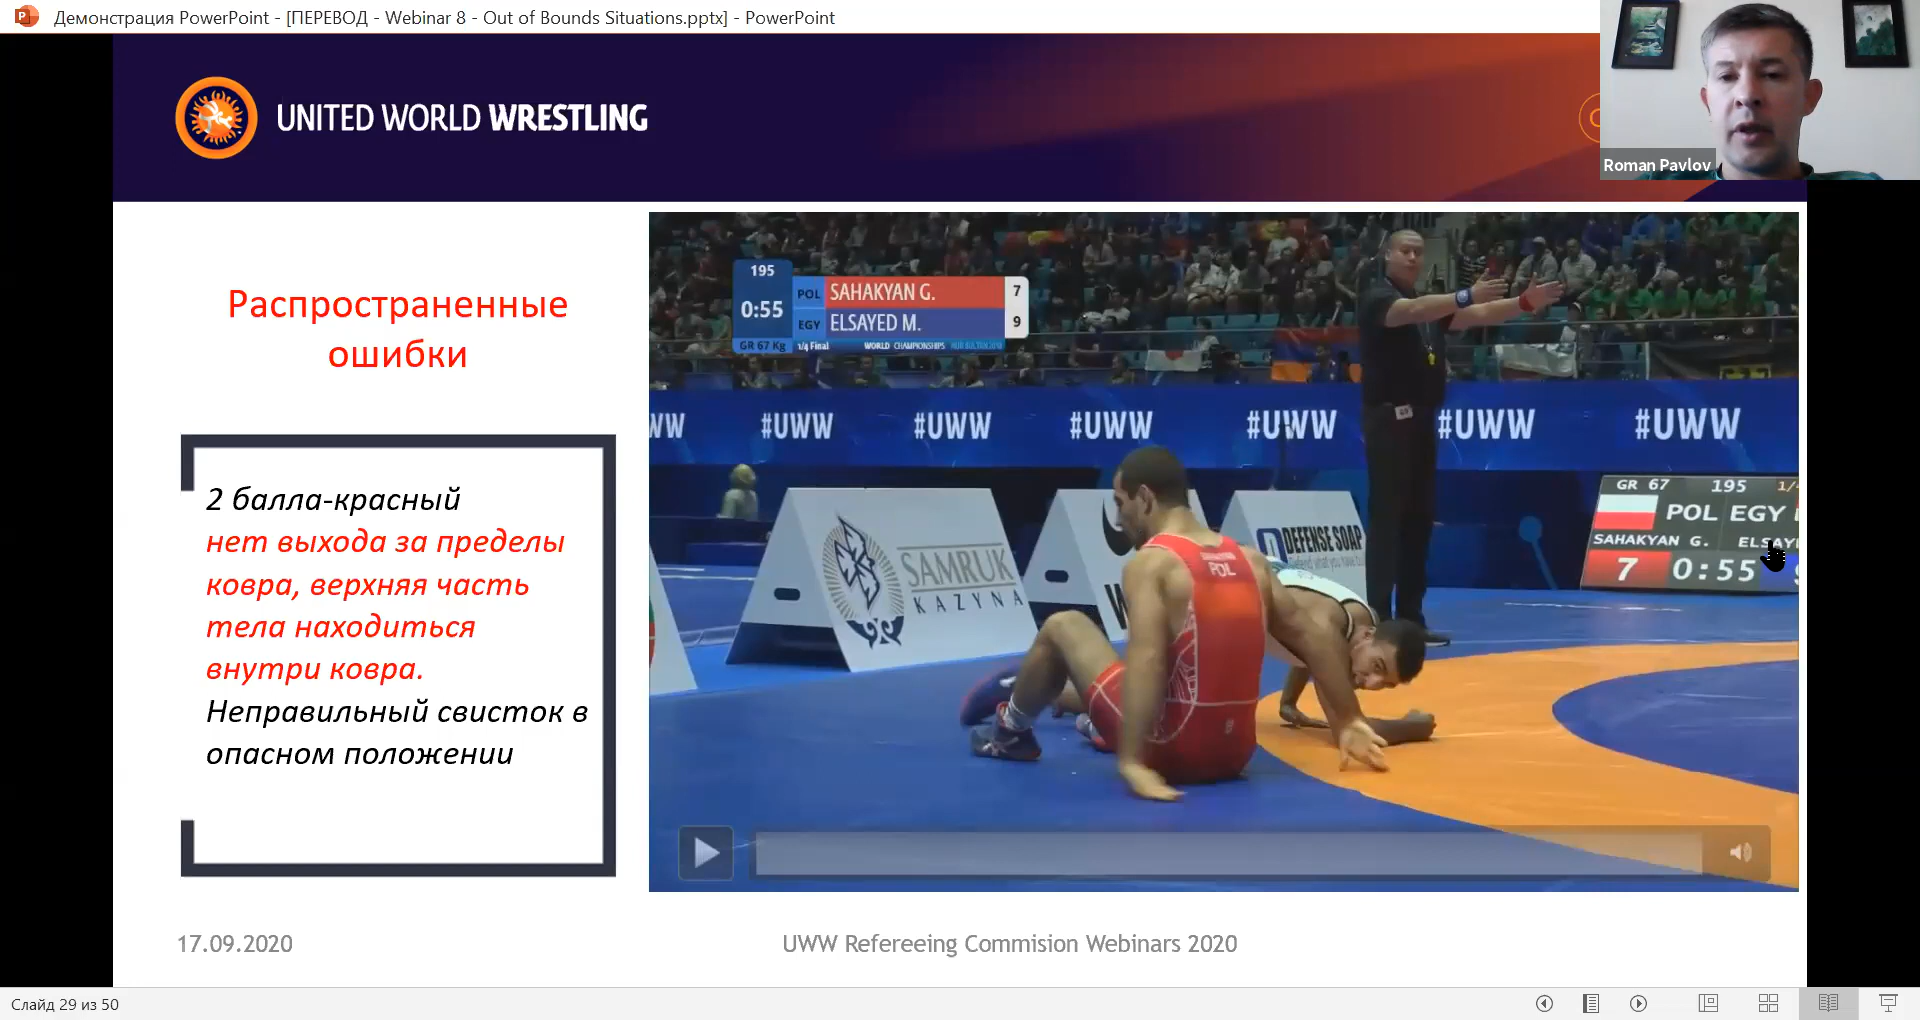 Демонстрация PowerPoint - [ПЕРЕВОД - Webinar 8 - Out of Bounds Situations.pptx] - PowerPoint
UNITED WORLD WRESTLING
Roman Pavlov
Распространенные
ошибки
2 балла-красный
нет выхода за пределы
ковра, верхняя часть
тела находиться
внутри ковра.
Неправильный свисток в
опасном положении
195
0:55
POL SAHAKYAN G. 7
EGY ELSAYED M. 9
GR 67 Kg 1/4 Final WORLD CHAMPIONSHIPS
#UWW #UWW #UWW #UWW #UWW #UWW
SAMRUK
KAZYNA
DEFENSE SOAP
POL
GR 67 195 1/
POL EGY
SAHAKYAN G. ELSAY
7 0:55
17.09.2020
UWW Refereeing Commision Webinars 2020
Слайд 29 из 50